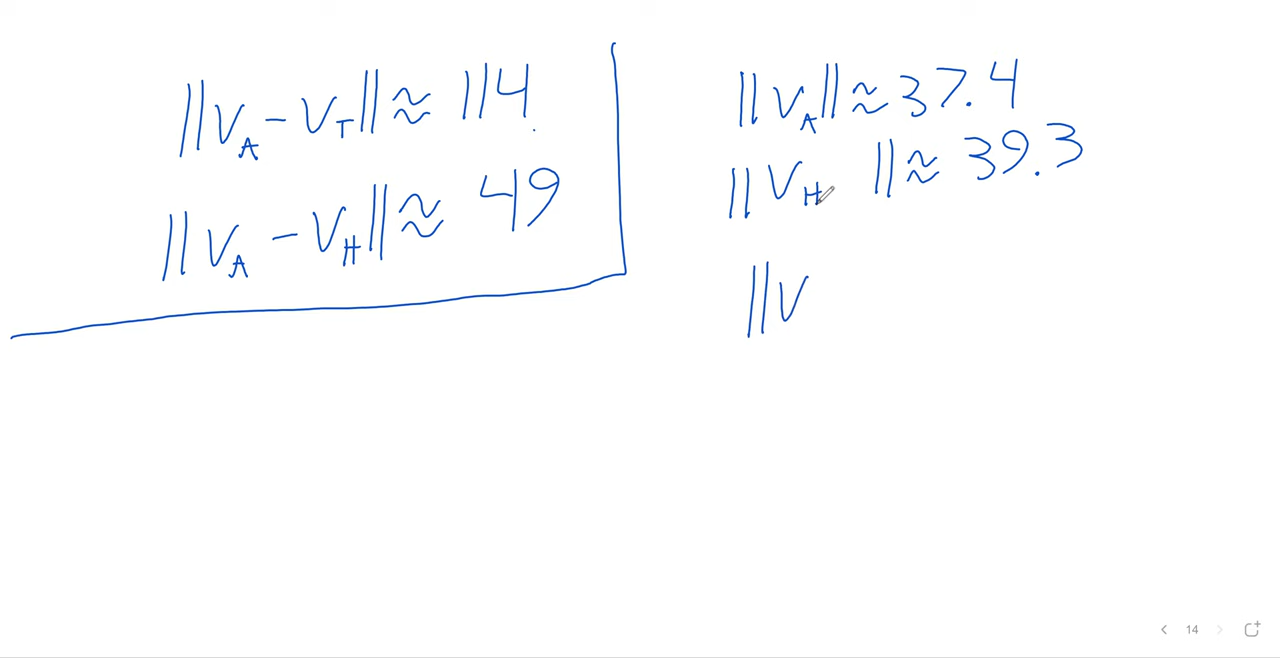 ||V_A - V_T|| ≈ 114
||V_A - V_H|| ≈ 49
||V_A|| ≈ 37.4
||V_H || ≈ 39.3
||V
14